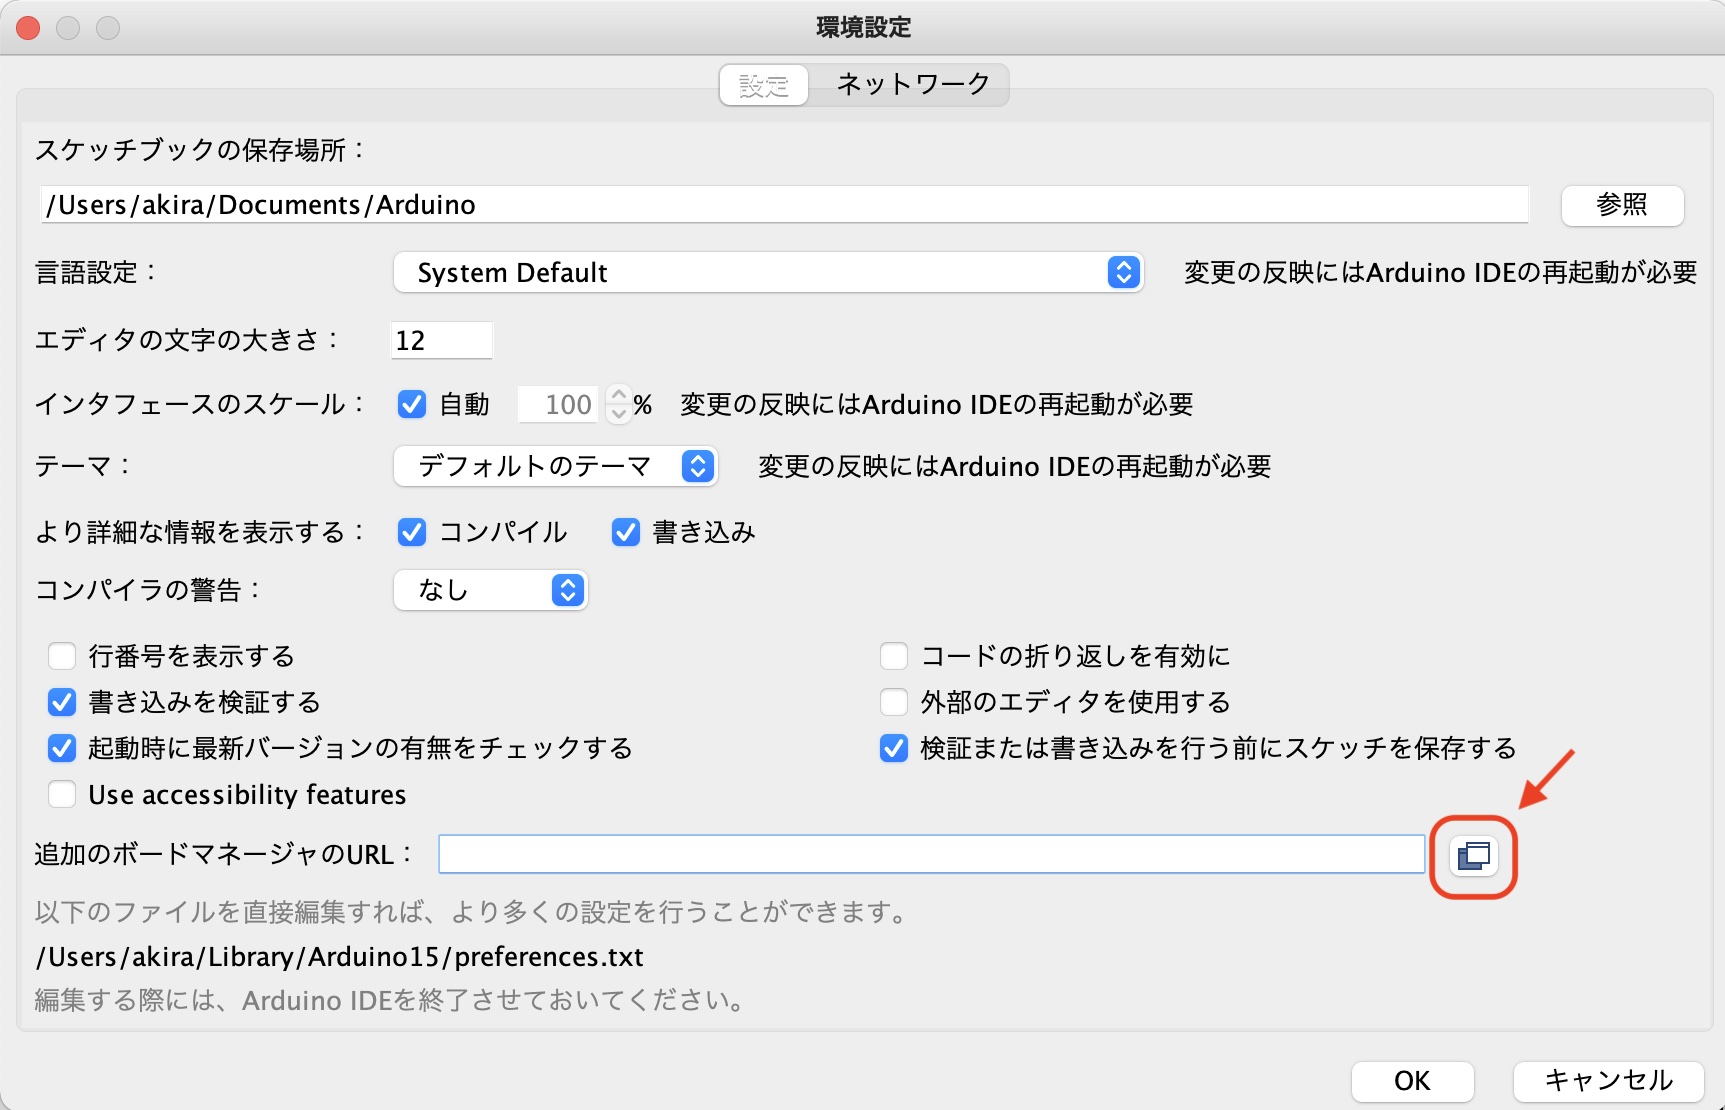 環境設定
設定 ネットワーク
スケッチブックの保存場所：
/Users/akira/Documents/Arduino 参照
言語設定： System Default 変更の反映にはArduino IDEの再起動が必要
エディタの文字の大きさ： 12
インタフェースのスケール： 自動 100 % 変更の反映にはArduino IDEの再起動が必要
テーマ： デフォルトのテーマ 変更の反映にはArduino IDEの再起動が必要
より詳細な情報を表示する： コンパイル 書き込み
コンパイラの警告： なし
行番号を表示する コードの折り返しを有効に
書き込みを検証する 外部のエディタを使用する
起動時に最新バージョンの有無をチェックする 検証または書き込みを行う前にスケッチを保存する
Use accessibility features
追加のボードマネージャのURL：
以下のファイルを直接編集すれば、より多くの設定を行うことができます。
/Users/akira/Library/Arduino15/preferences.txt
編集する際には、Arduino IDEを終了させておいてください。
OK キャンセル